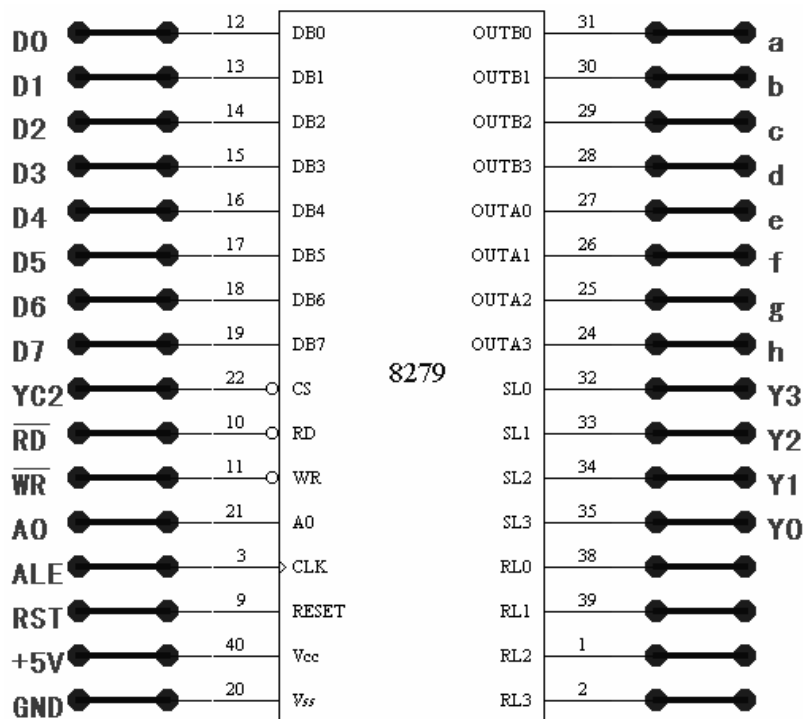 D0 12 DB0 OUTB0 31 a
D1 13 DB1 OUTB1 30 b
D2 14 DB2 OUTB2 29 c
D3 15 DB3 OUTB3 28 d
D4 16 DB4 OUTA0 27 e
D5 17 DB5 OUTA1 26 f
D6 18 DB6 OUTA2 25 g
D7 19 DB7 OUTA3 24 h
8279
YC2 22 CS SL0 32 Y3
R̅D̅ 10 RD SL1 33 Y2
W̅R̅ 11 WR SL2 34 Y1
A0 21 A0 SL3 35 Y0
ALE 3 CLK RL0 38
RST 9 RESET RL1 39
+5V 40 Vcc RL2 1
GND 20 Vss RL3 2